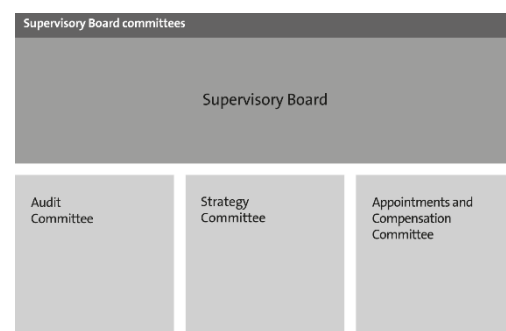 Supervisory Board committees
Supervisory Board
Audit
Committee
Strategy
Committee
Appointments and
Compensation
Committee